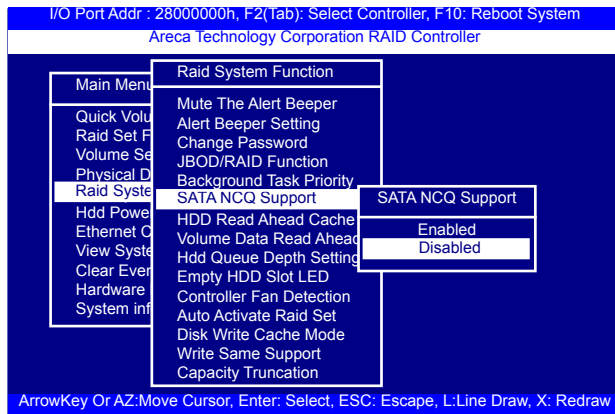 I/O Port Addr : 28000000h, F2(Tab): Select Controller, F10: Reboot System
Areca Technology Corporation RAID Controller
Main Menu
Quick Volu
Raid Set F
Volume Se
Physical D
Raid Syste
Hdd Powe
Ethernet C
View Syste
Clear Even
Hardware
System inf
Raid System Function
Mute The Alert Beeper
Alert Beeper Setting
Change Password
JBOD/RAID Function
Background Task Priority
SATA NCQ Support
HDD Read Ahead Cache
Volume Data Read Ahead
Hdd Queue Depth Setting
Empty HDD Slot LED
Controller Fan Detection
Auto Activate Raid Set
Disk Write Cache Mode
Write Same Support
Capacity Truncation
SATA NCQ Support
Enabled
Disabled
ArrowKey Or AZ:Move Cursor, Enter: Select, ESC: Escape, L:Line Draw, X: Redraw